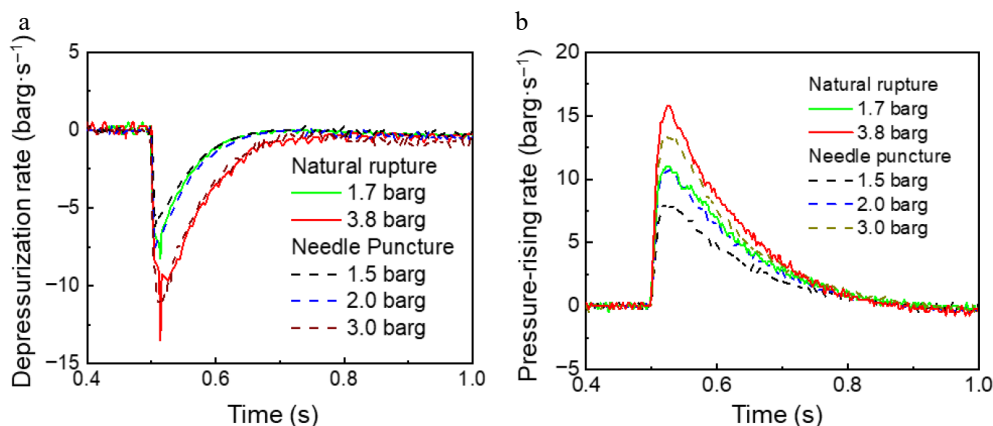 a
Depressurization rate (barg·s⁻¹)
5
0
−5
−10
−15
0.4
0.6
0.8
1.0
Time (s)
Natural rupture
1.7 barg
3.8 barg
Needle Puncture
1.5 barg
2.0 barg
3.0 barg
b
Pressure-rising rate (barg·s⁻¹)
20
15
10
5
0
−5
0.4
0.6
0.8
1.0
Time (s)
Natural rupture
1.7 barg
3.8 barg
Needle puncture
1.5 barg
2.0 barg
3.0 barg